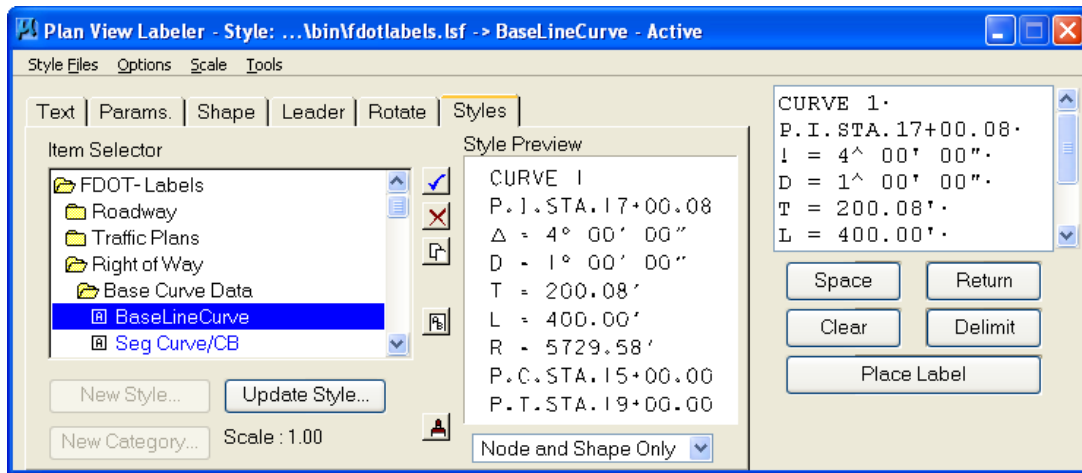 Plan View Labeler - Style: ...\bin\fdotlabels.lsf -> BaseLineCurve - Active
Style Files Options Scale Tools
Text Params. Shape Leader Rotate Styles
Item Selector
FDOT- Labels
Roadway
Traffic Plans
Right of Way
Base Curve Data
BaseLineCurve
Seg Curve/CB
New Style...
Update Style...
New Category...
Scale : 1.00
Style Preview
CURVE 1
P.I.STA.17+00.08
Δ = 4° 00' 00"
D = 1° 00' 00"
T = 200.08'
L = 400.00'
R = 5729.58'
P.C.STA.15+00.00
P.T.STA.19+00.00
Node and Shape Only
CURVE 1·
P.I.STA.17+00.08·
! = 4^ 00' 00"·
D = 1^ 00' 00"·
T = 200.08'·
L = 400.00'·
Space Return
Clear Delimit
Place Label